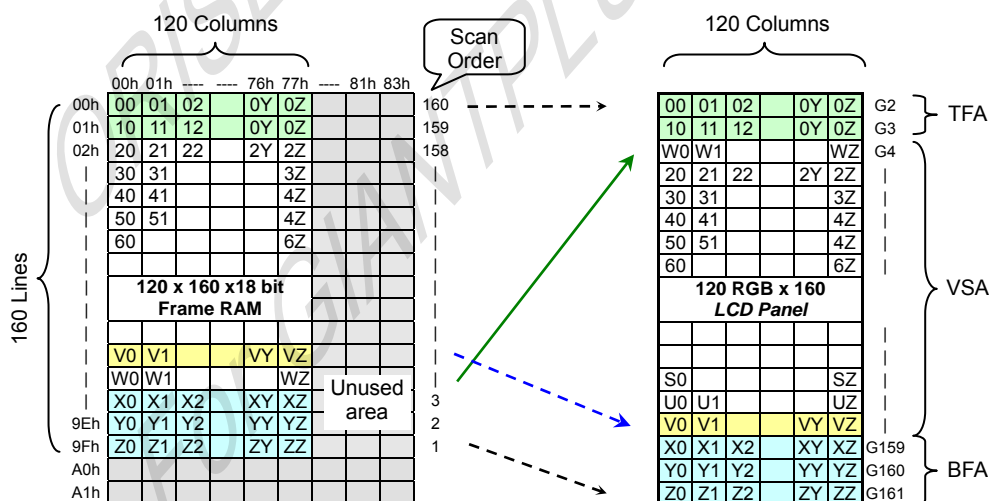 120 Columns
Scan Order
120 Columns
00h 01h ---- ---- 76h 77h ---- 81h 83h
00h 00 01 02 0Y 0Z 160 00 01 02 0Y 0Z G2
TFA
01h 10 11 12 0Y 0Z 159 10 11 12 0Y 0Z G3
02h 20 21 22 2Y 2Z 158 W0 W1 WZ G4
30 31 3Z 20 21 22 2Y 2Z
40 41 4Z 30 31 3Z
50 51 4Z 40 41 4Z
60 6Z 50 51 4Z
60 6Z
160 Lines
120 x 160 x18 bit
Frame RAM
120 RGB x 160
LCD Panel
VSA
V0 V1 VY VZ
W0 W1 WZ S0 SZ
Unused area
X0 X1 X2 XY XZ 3 U0 U1 UZ
9Eh Y0 Y1 Y2 YY YZ 2 V0 V1 VY VZ
9Fh Z0 Z1 Z2 ZY ZZ 1 X0 X1 X2 XY XZ G159
A0h Y0 Y1 Y2 YY YZ G160
BFA
A1h Z0 Z1 Z2 ZY ZZ G161
For GIANTPLUS